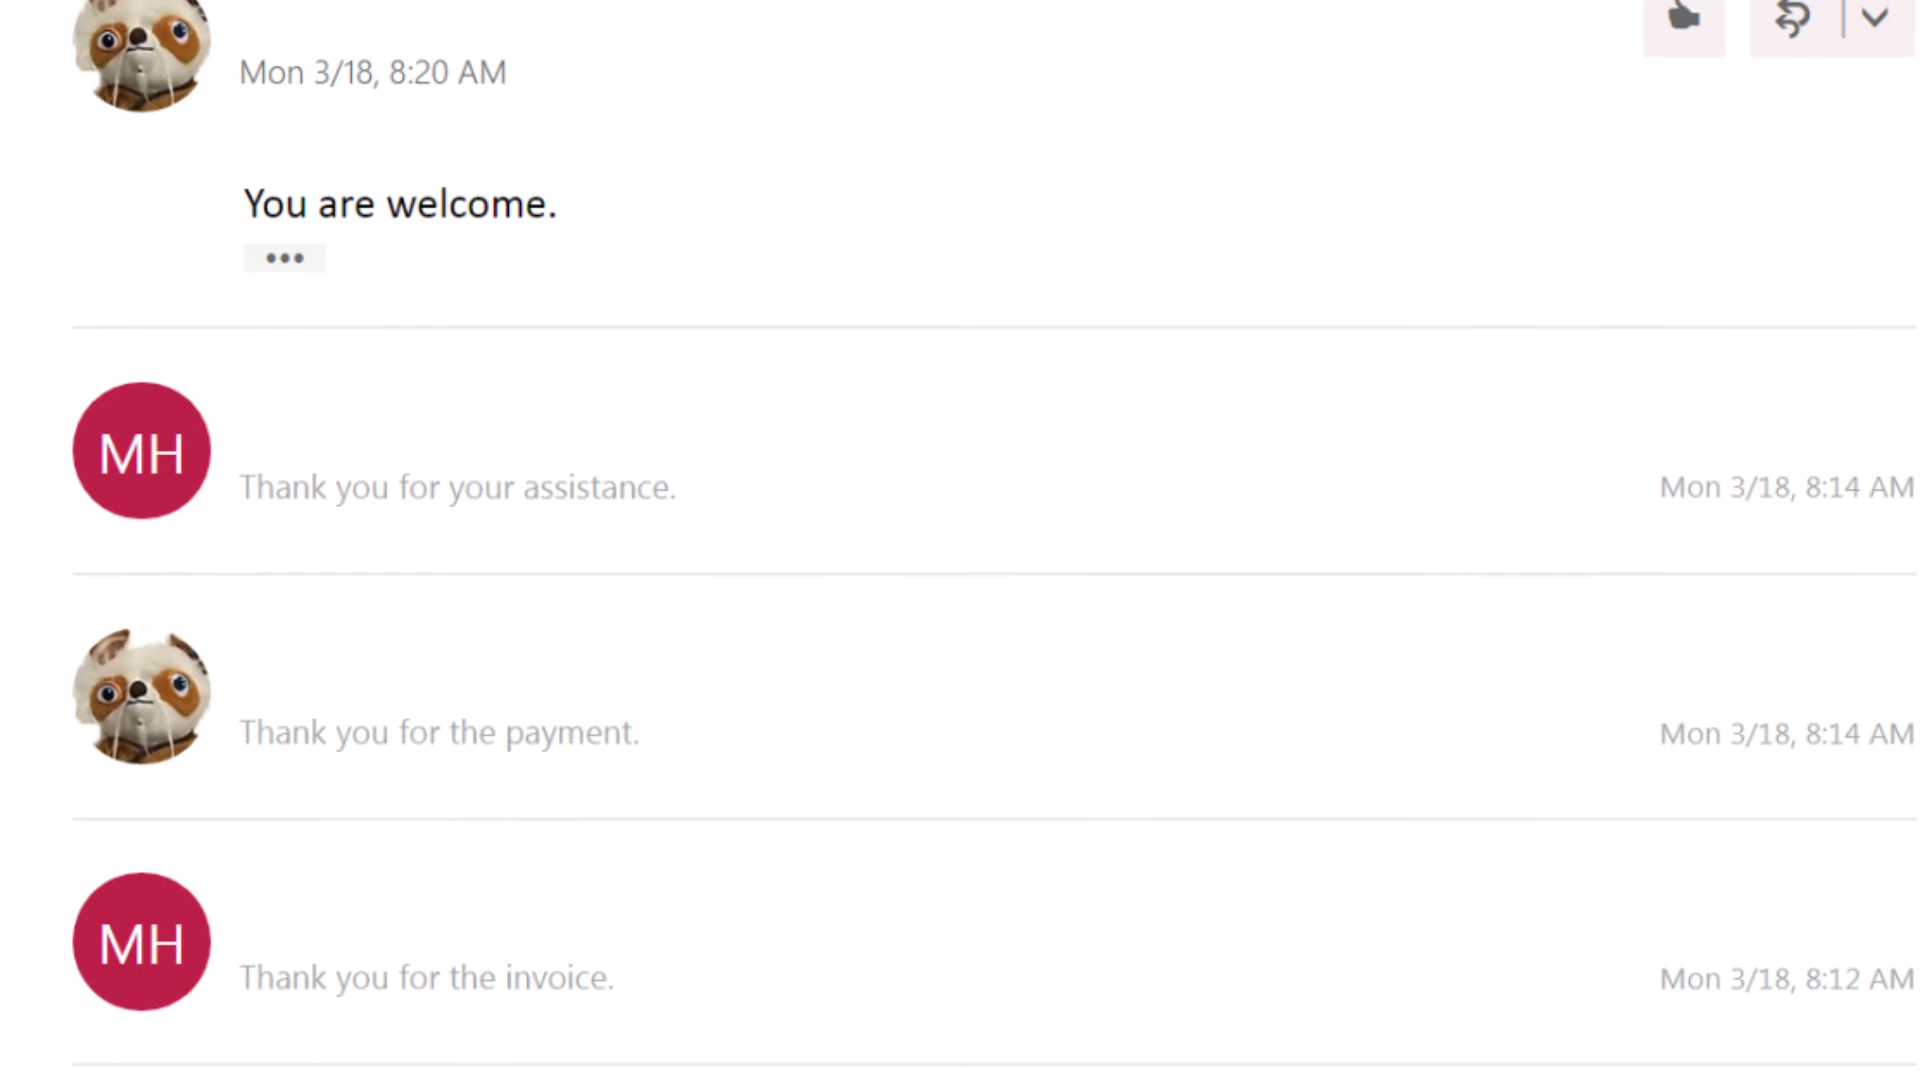 Mon 3/18, 8:20 AM
You are welcome.
MH
Thank you for your assistance.
Mon 3/18, 8:14 AM
Thank you for the payment.
Mon 3/18, 8:14 AM
MH
Thank you for the invoice.
Mon 3/18, 8:12 AM